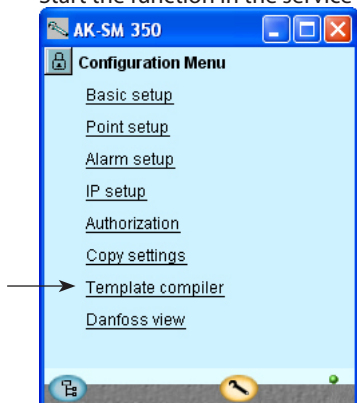 Start the function in the service
AK-SM 350
Configuration Menu
Basic setup
Point setup
Alarm setup
IP setup
Authorization
Copy settings
Template compiler
Danfoss view